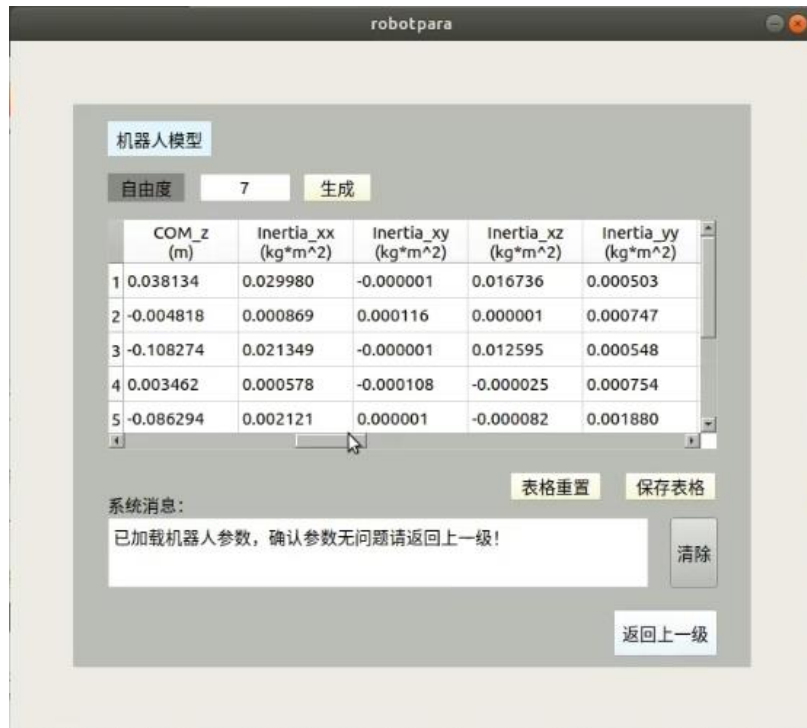 robotpara
机器人模型
自由度 7 生成
COM_z (m) Inertia_xx (kg*m^2) Inertia_xy (kg*m^2) Inertia_xz (kg*m^2) Inertia_yy (kg*m^2)
1 0.038134 0.029980 -0.000001 0.016736 0.000503
2 -0.004818 0.000869 0.000116 0.000001 0.000747
3 -0.108274 0.021349 -0.000001 0.012595 0.000548
4 0.003462 0.000578 -0.000108 -0.000025 0.000754
5 -0.086294 0.002121 0.000001 -0.000082 0.001880
表格重置 保存表格
系统消息：
已加载机器人参数，确认参数无问题请返回上一级！
清除
返回上一级